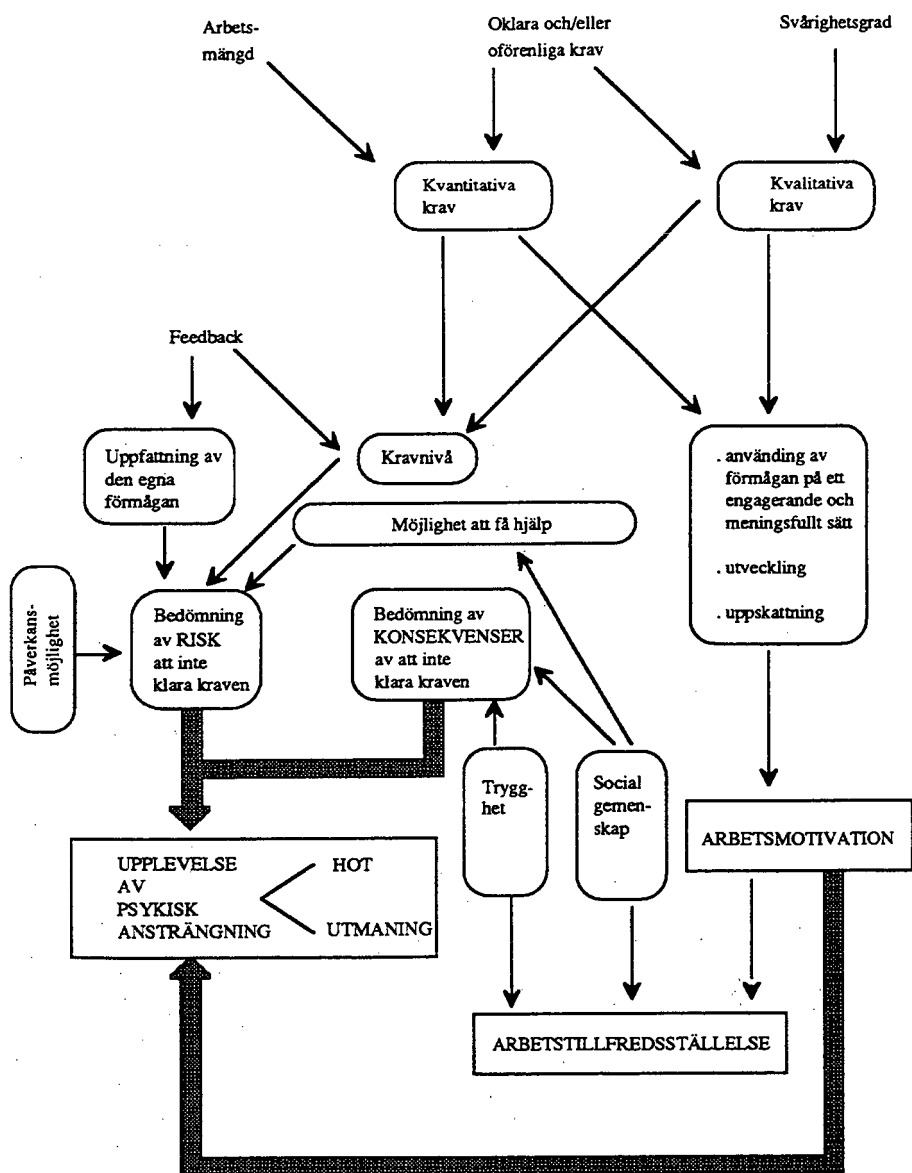 Arbets-
mängd
Oklara och/eller
oförenliga krav
Svårighetsgrad
Kvantitativa
krav
Kvalitativa
krav
Feedback
Uppfattning av
den egna
förmågan
Kravnivå
. använding av
förmågan på ett
engagerande och
meningsfullt sätt
. utveckling
. uppskattning
Möjlighet att få hjälp
Påverkans-
möjlighet
Bedömning
av RISK
att inte
klara kraven
Bedömning av
KONSEKVENSER
av att inte
klara kraven
Trygg-
het
Social
gemen-
skap
ARBETSMOTIVATION
UPPLEVELSE
AV
PSYKISK
ANSTRÄNGNING
HOT
UTMANING
ARBETSTILLFREDSSTÄLLELSE